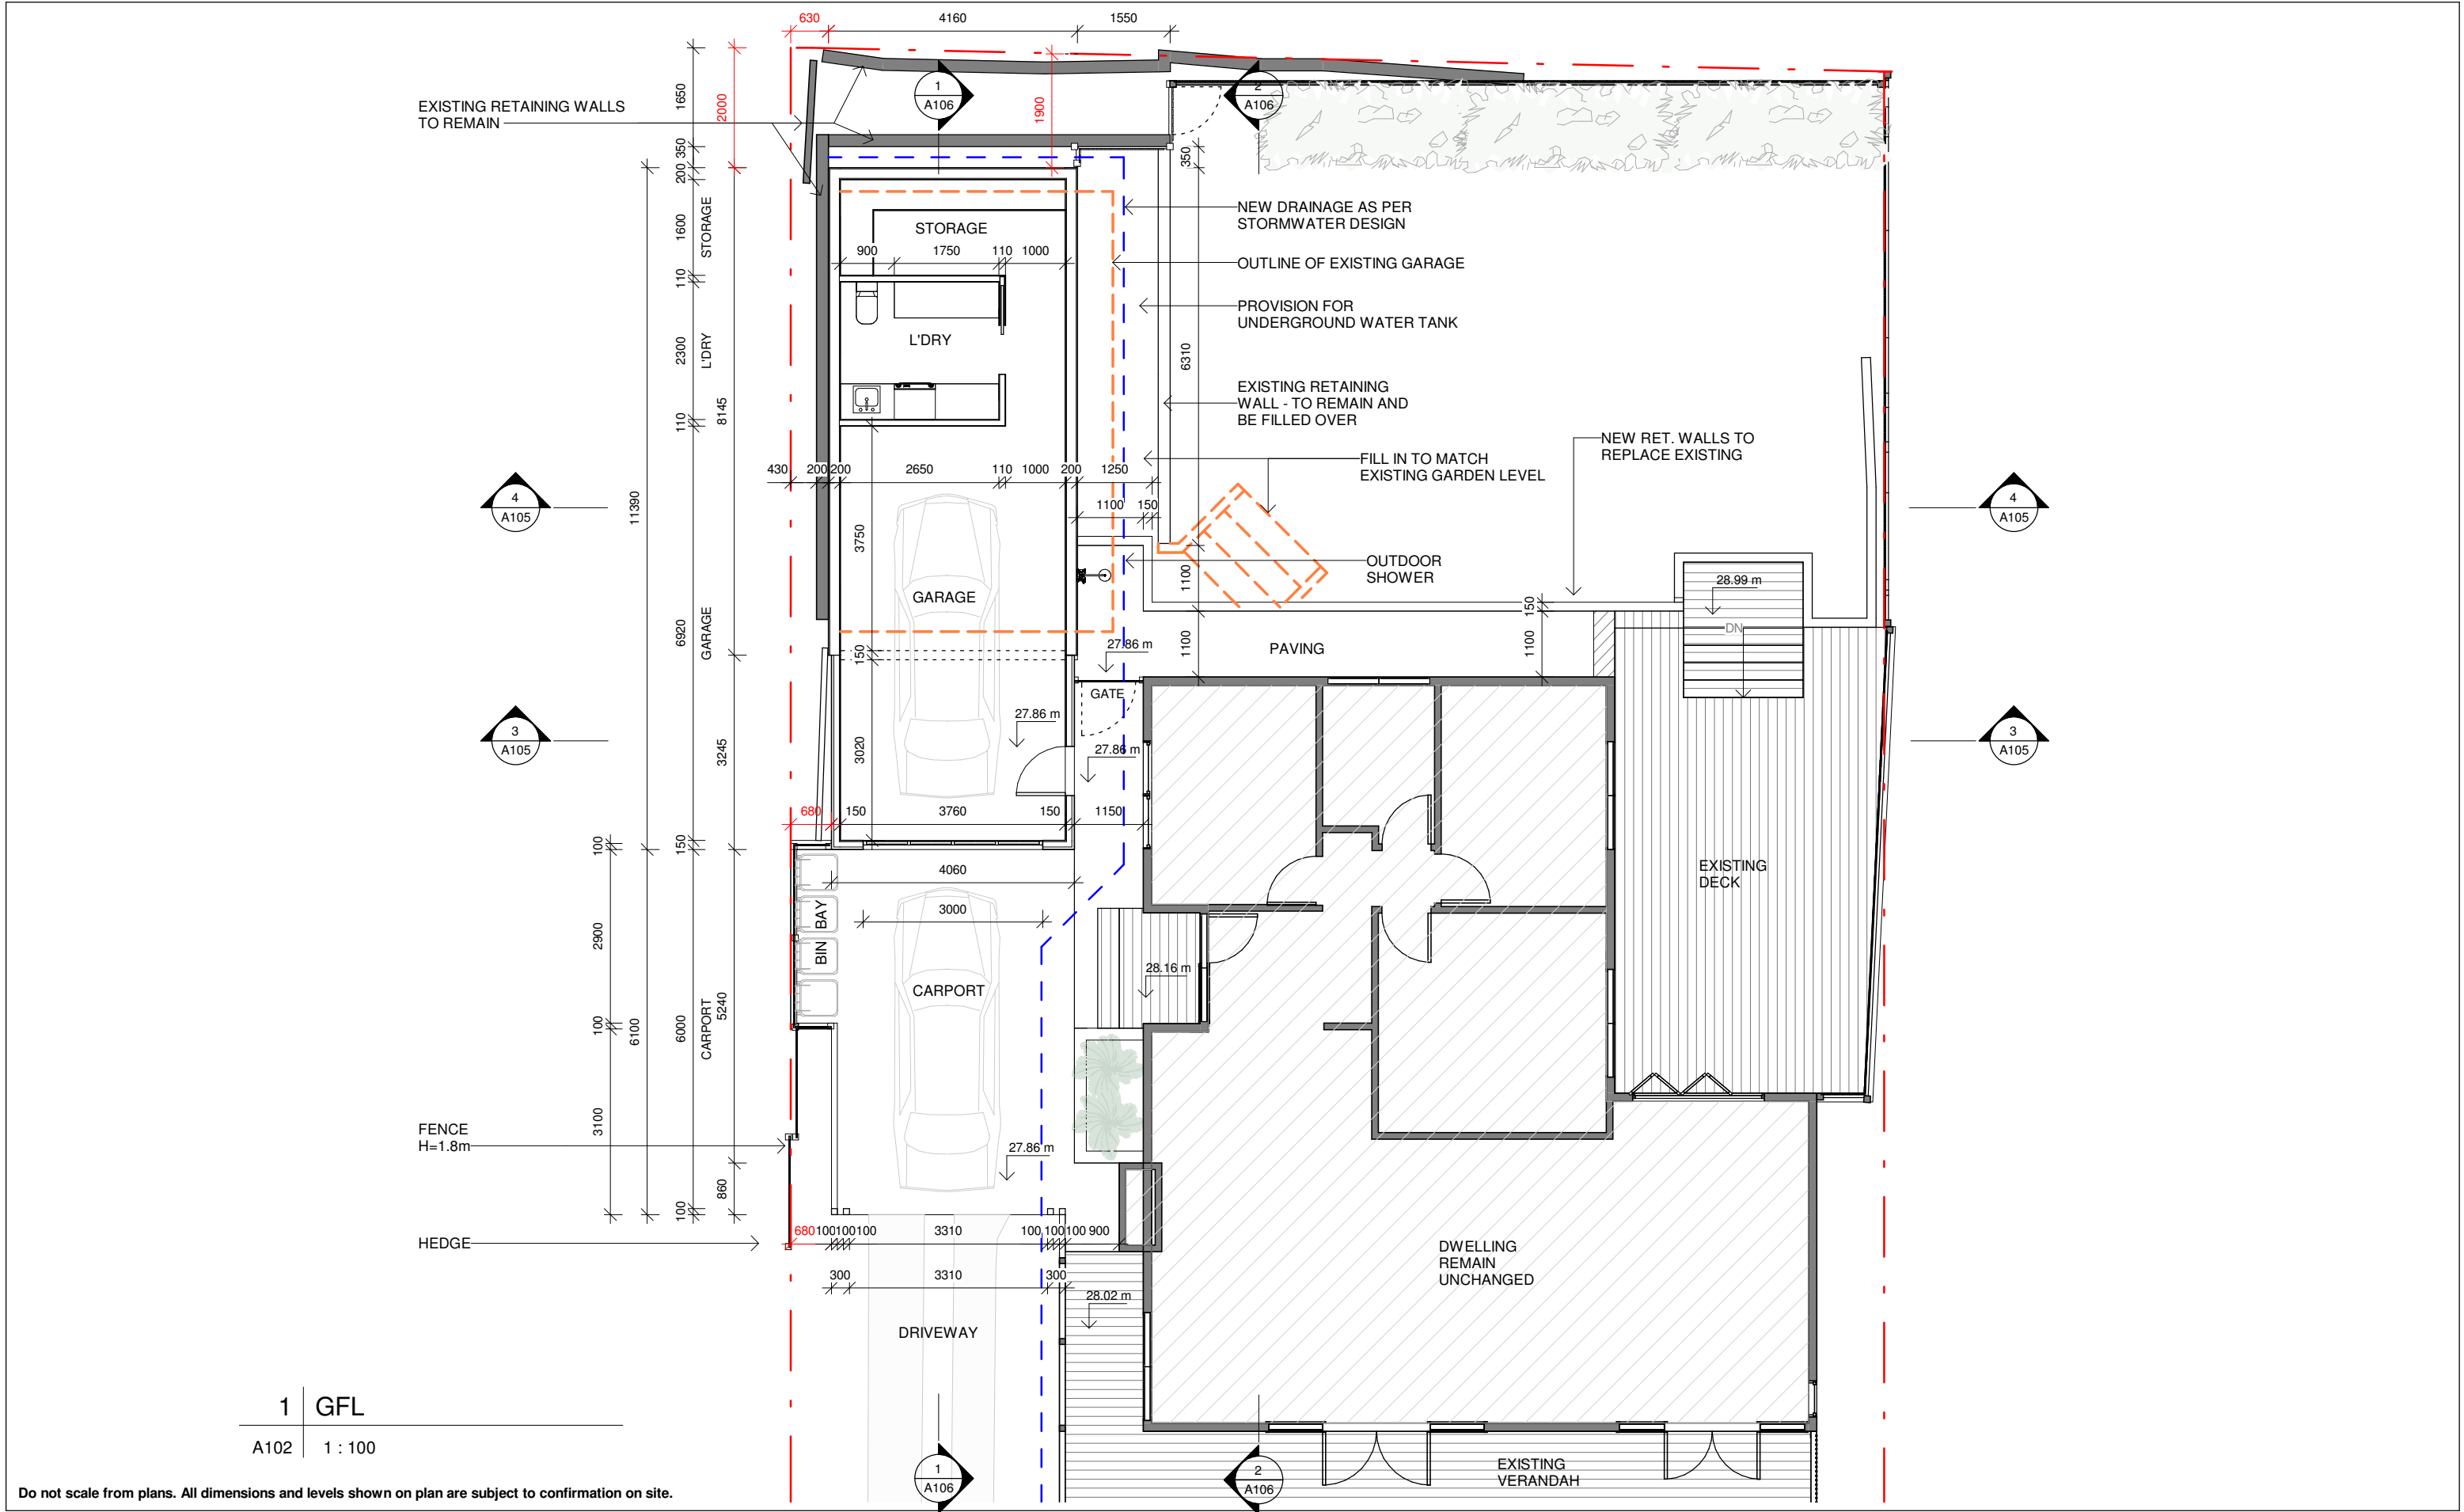 630
4160
1550
EXISTING RETAINING WALLS
TO REMAIN
1650
2000
1900
1
A106
2
A106
350
200
350
STORAGE
1600
STORAGE
900
1750
110
1000
NEW DRAINAGE AS PER
STORMWATER DESIGN
OUTLINE OF EXISTING GARAGE
PROVISION FOR
UNDERGROUND WATER TANK
110
L'DRY
2300
L'DRY
6310
EXISTING RETAINING
WALL - TO REMAIN AND
BE FILLED OVER
110
8145
NEW RET. WALLS TO
REPLACE EXISTING
FILL IN TO MATCH
EXISTING GARDEN LEVEL
430
200
200
2650
110
1000
200
1250
4
A105
4
A105
11390
1100
150
3750
OUTDOOR
SHOWER
1100
28.99 m
GARAGE
150
6920
GARAGE
DN
27.86 m
1100
PAVING
1100
150
GATE
27.86 m
3
A105
3
A105
3245
3020
27.86 m
680
150
3760
150
1150
100
150
4060
EXISTING
DECK
3000
BIN BAY
2900
28.16 m
CARPORT
100
6100
6000
CARPORT
5240
3100
FENCE
H=1.8m
27.86 m
860
100
680
100
100
100
3310
100
100
100
900
HEDGE
DWELLING
REMAIN
UNCHANGED
300
3310
300
28.02 m
DRIVEWAY
1
GFL
A102
1 : 100
1
A106
2
A106
EXISTING
VERANDAH
Do not scale from plans. All dimensions and levels shown on plan are subject to confirmation on site.